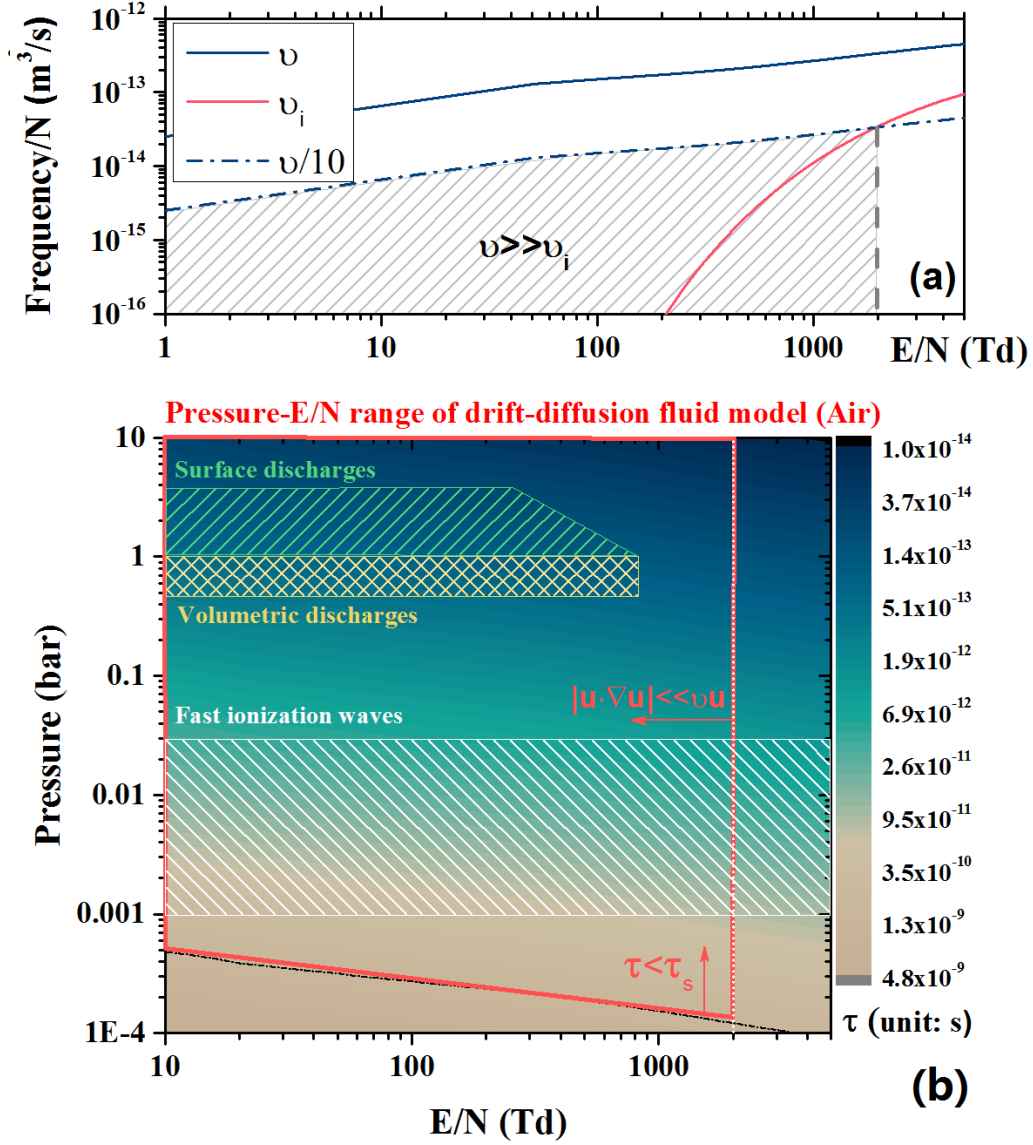 10⁻¹²
10⁻¹³
10⁻¹⁴
10⁻¹⁵
10⁻¹⁶
Frequency/N (m³/s)
υ
υᵢ
υ/10
υ>>υᵢ
(a)
1
10
100
1000
E/N (Td)
Pressure-E/N range of drift-diffusion fluid model (Air)
10
1
0.1
0.01
0.001
1E-4
Pressure (bar)
Surface discharges
Volumetric discharges
|u·∇u|<<υu
Fast ionization waves
τ<τₛ
10
100
1000
E/N (Td)
1.0x10⁻¹⁴
3.7x10⁻¹⁴
1.4x10⁻¹³
5.1x10⁻¹³
1.9x10⁻¹²
6.9x10⁻¹²
2.6x10⁻¹¹
9.5x10⁻¹¹
3.5x10⁻¹⁰
1.3x10⁻⁹
4.8x10⁻⁹
τ (unit: s)
(b)